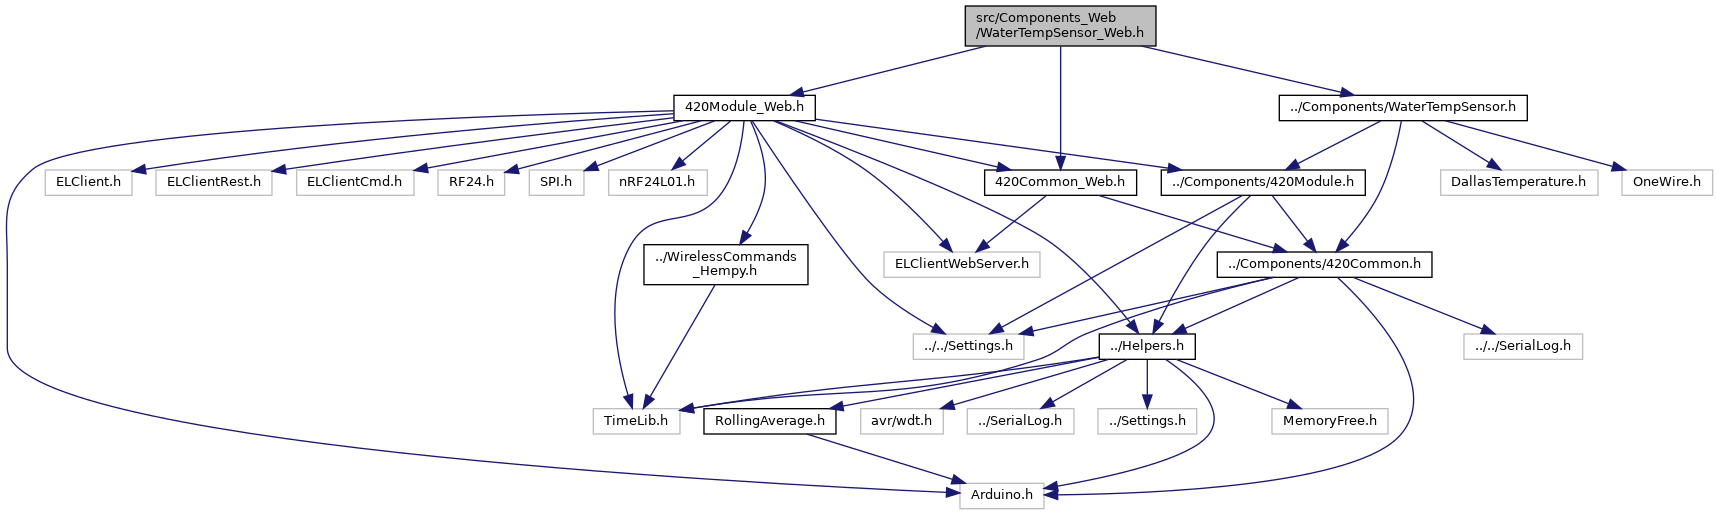 src/Components_Web
/WaterTempSensor_Web.h
420Module_Web.h
../Components/WaterTempSensor.h
ELClient.h
ELClientRest.h
ELClientCmd.h
RF24.h
SPI.h
nRF24L01.h
420Common_Web.h
../Components/420Module.h
DallasTemperature.h
OneWire.h
../WirelessCommands
_Hempy.h
ELClientWebServer.h
../Components/420Common.h
../../Settings.h
../Helpers.h
../../SerialLog.h
TimeLib.h
RollingAverage.h
avr/wdt.h
../SerialLog.h
../Settings.h
MemoryFree.h
Arduino.h